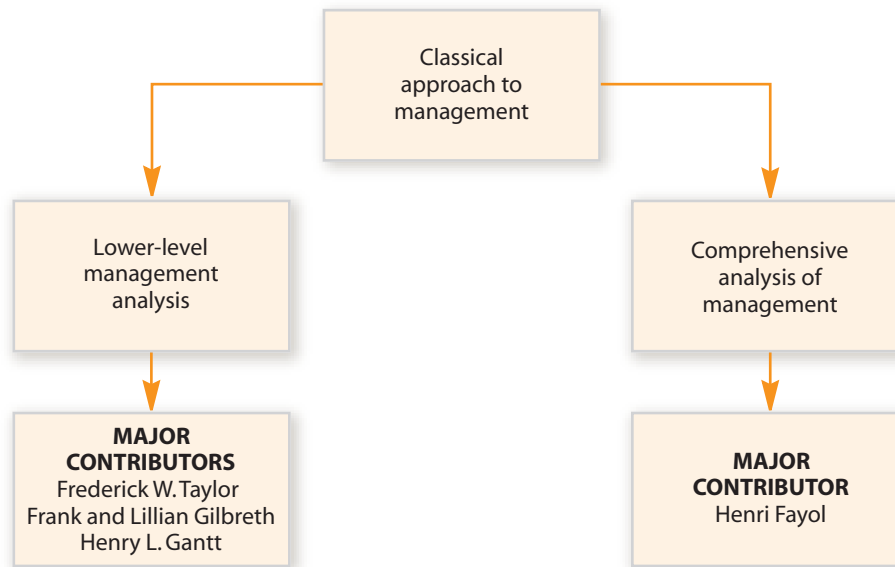 Classical
approach to
management
Lower-level
management
analysis
Comprehensive
analysis of
management
MAJOR
CONTRIBUTORS
Frederick W. Taylor
Frank and Lillian Gilbreth
Henry L. Gantt
MAJOR
CONTRIBUTOR
Henri Fayol